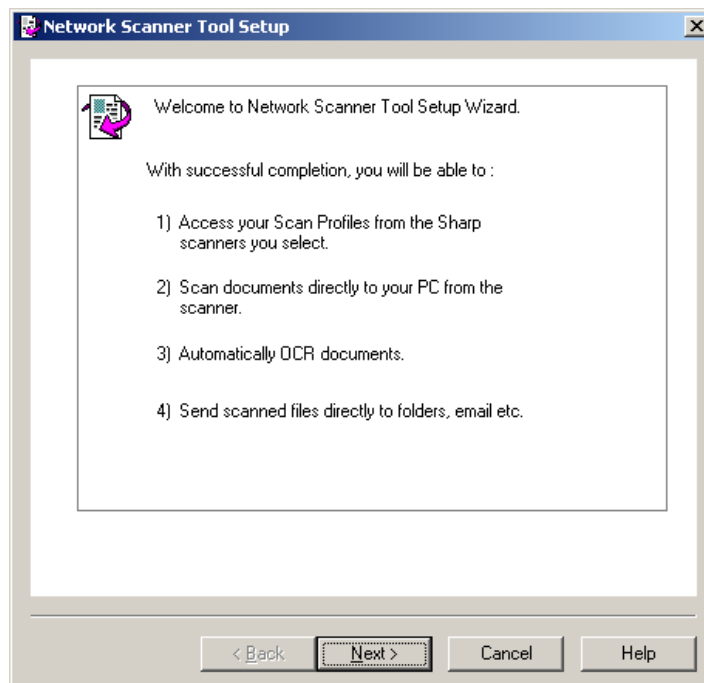 Network Scanner Tool Setup
Welcome to Network Scanner Tool Setup Wizard.
With successful completion, you will be able to :
1) Access your Scan Profiles from the Sharp
scanners you select.
2) Scan documents directly to your PC from the
scanner.
3) Automatically OCR documents.
4) Send scanned files directly to folders, email etc.
< Back
Next >
Cancel
Help